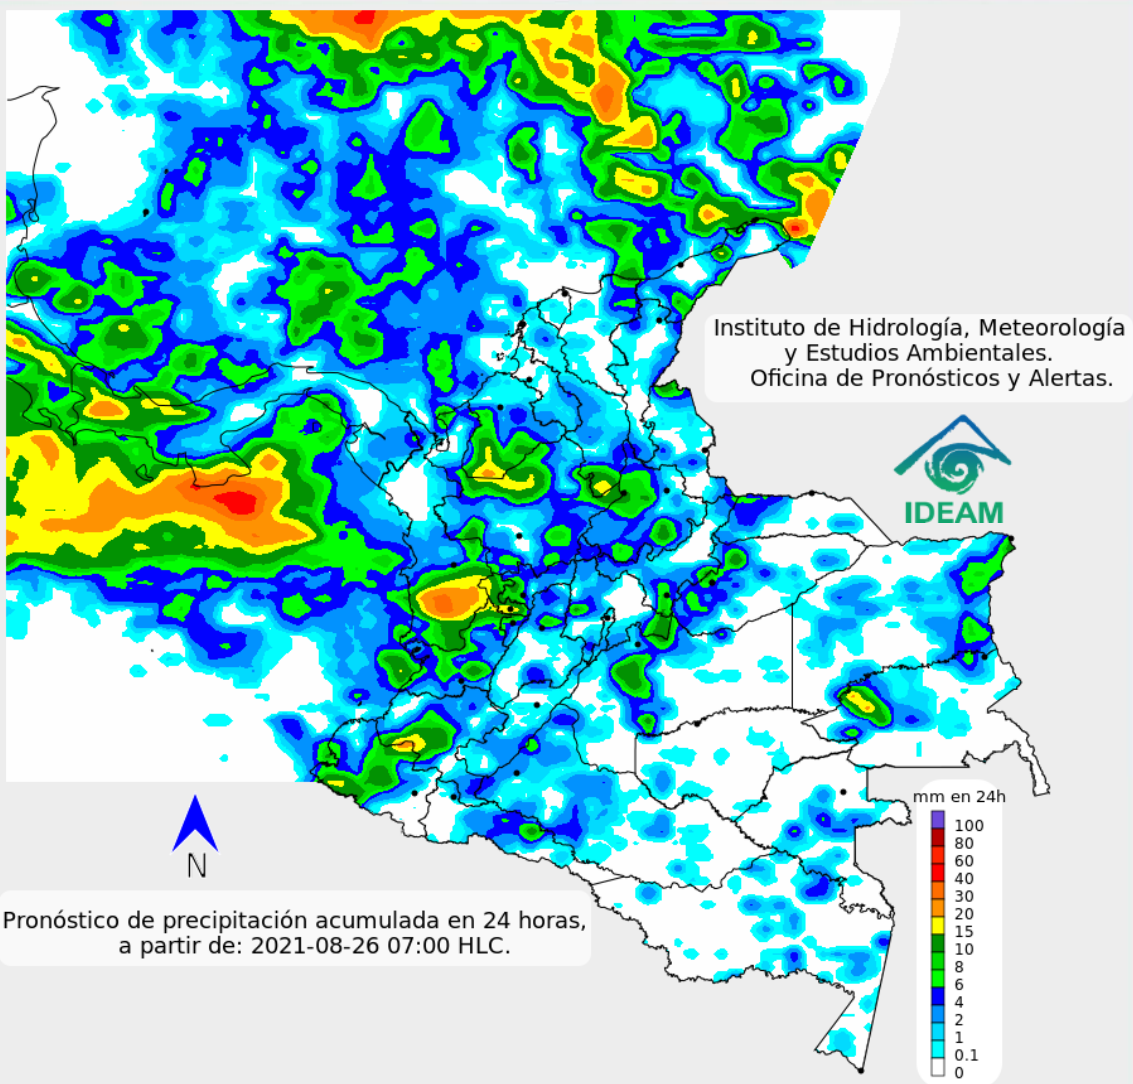 Instituto de Hidrología, Meteorología
y Estudios Ambientales.
Oficina de Pronósticos y Alertas.
IDEAM
mm en 24h
100
80
60
40
30
20
15
10
8
6
4
2
1
0.1
0
N
Pronóstico de precipitación acumulada en 24 horas,
a partir de: 2021-08-26 07:00 HLC.